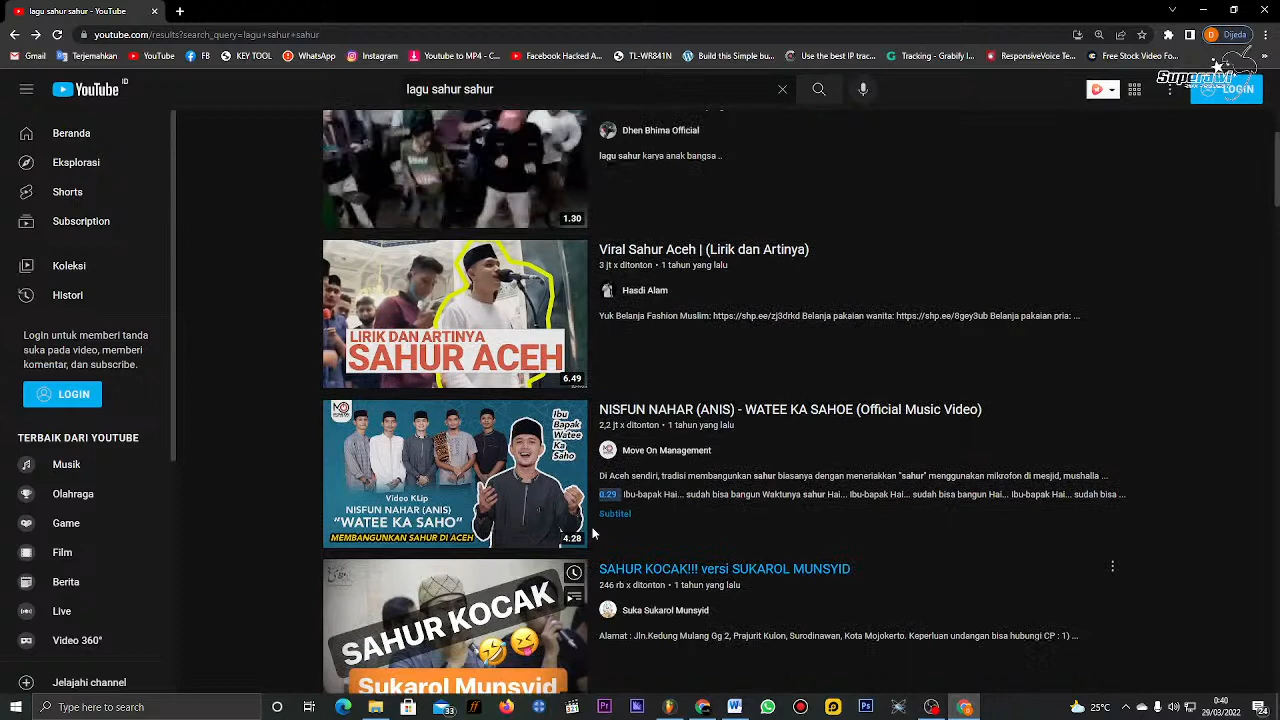 lagu sahur sahur - YouTube
youtube.com/results?search_query=lagu+sahur+sahur
Djeda
Terjemahan
YouTube
FB
KEY TOOL
WhatsApp
Instagram
Youtube to MP4 - C...
Facebook Hacked A...
TL-WR841N
Cek Resolusi - Onlin...
Use the best IP trac...
Tracking - Grabify I...
ResponsiveVoice Te...
Free Stock Video Fo...
YouTube ID
lagu sahur sahur
LOGIN
Beranda
Eksplorasi
Shorts
Subscription
Koleksi
Histori
Login untuk memberi tanda
suka pada video, memberi
komentar, dan subscribe.
LOGIN
TERBAIK DARI YOUTUBE
Musik
Olahraga
Game
Film
Berita
Live
Video 360°
Jelajahi channel
1.30
Dhen Bhima Official
lagu sahur karya anak bangsa ..
LIRIK DAN ARTINYA
SAHUR ACEH
6.49
Viral Sahur Aceh | (Lirik dan Artinya)
3 jt x ditonton • 1 tahun yang lalu
Hasdi Alam
Yuk Belanja Fashion Muslim: https://shp.ee/zj3drkd Belanja pakaian wanita: https://shp.ee/8gey3ub Belanja pakaian pria: ...
Ibu
Bapak
Watee
Ka
Saho
Video KLip
NISFUN NAHAR (ANIS)
"WATEE KA SAHO"
MEMBANGUNKAN SAHUR DI ACEH
4.28
NISFUN NAHAR (ANIS) - WATEE KA SAHOE (Official Music Video)
2,2 jt x ditonton • 1 tahun yang lalu
Move On Management
Di Aceh sendiri, tradisi membangunkan sahur biasanya dengan meneriakkan "sahur" menggunakan mikrofon di mesjid, mushalla ...
0.29 Ibu-bapak Hai... sudah bisa bangun Waktunya sahur Hai... Ibu-bapak Hai... sudah bisa bangun Hai... Ibu-bapak Hai... sudah bisa ...
Subtitel
SAHUR KOCAK
Sukarol Munsyid
SAHUR KOCAK!!! versi SUKAROL MUNSYID
246 rb x ditonton • 1 tahun yang lalu
Suka Sukarol Munsyid
Alamat : Jln.Kedung Mulang Gg 2, Prajurit Kulon, Surodinawan, Kota Mojokerto. Keperluan undangan bisa hubungi CP : 1) ...
Type here to search
33
0:40
29/03/2022